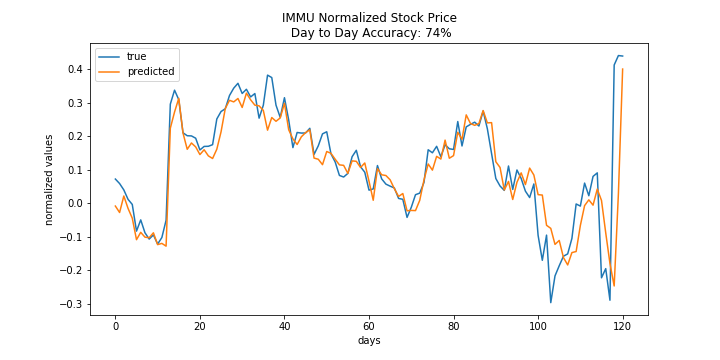 IMMU Normalized Stock Price
Day to Day Accuracy: 74%
true
predicted
normalized values
0.4
0.3
0.2
0.1
0.0
−0.1
−0.2
−0.3
0 20 40 60 80 100 120
days